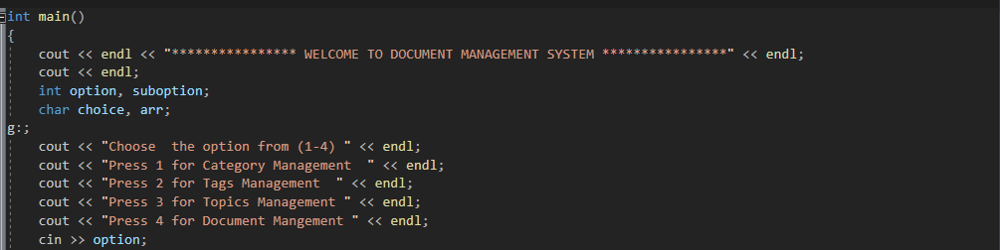 int main()
{
cout << endl << "**************** WELCOME TO DOCUMENT MANAGEMENT SYSTEM ****************" << endl;
cout << endl;
int option, suboption;
char choice, arr;
g:;
cout << "Choose  the option from (1-4) " << endl;
cout << "Press 1 for Category Management  " << endl;
cout << "Press 2 for Tags Management  " << endl;
cout << "Press 3 for Topics Management " << endl;
cout << "Press 4 for Document Mangement " << endl;
cin >> option;